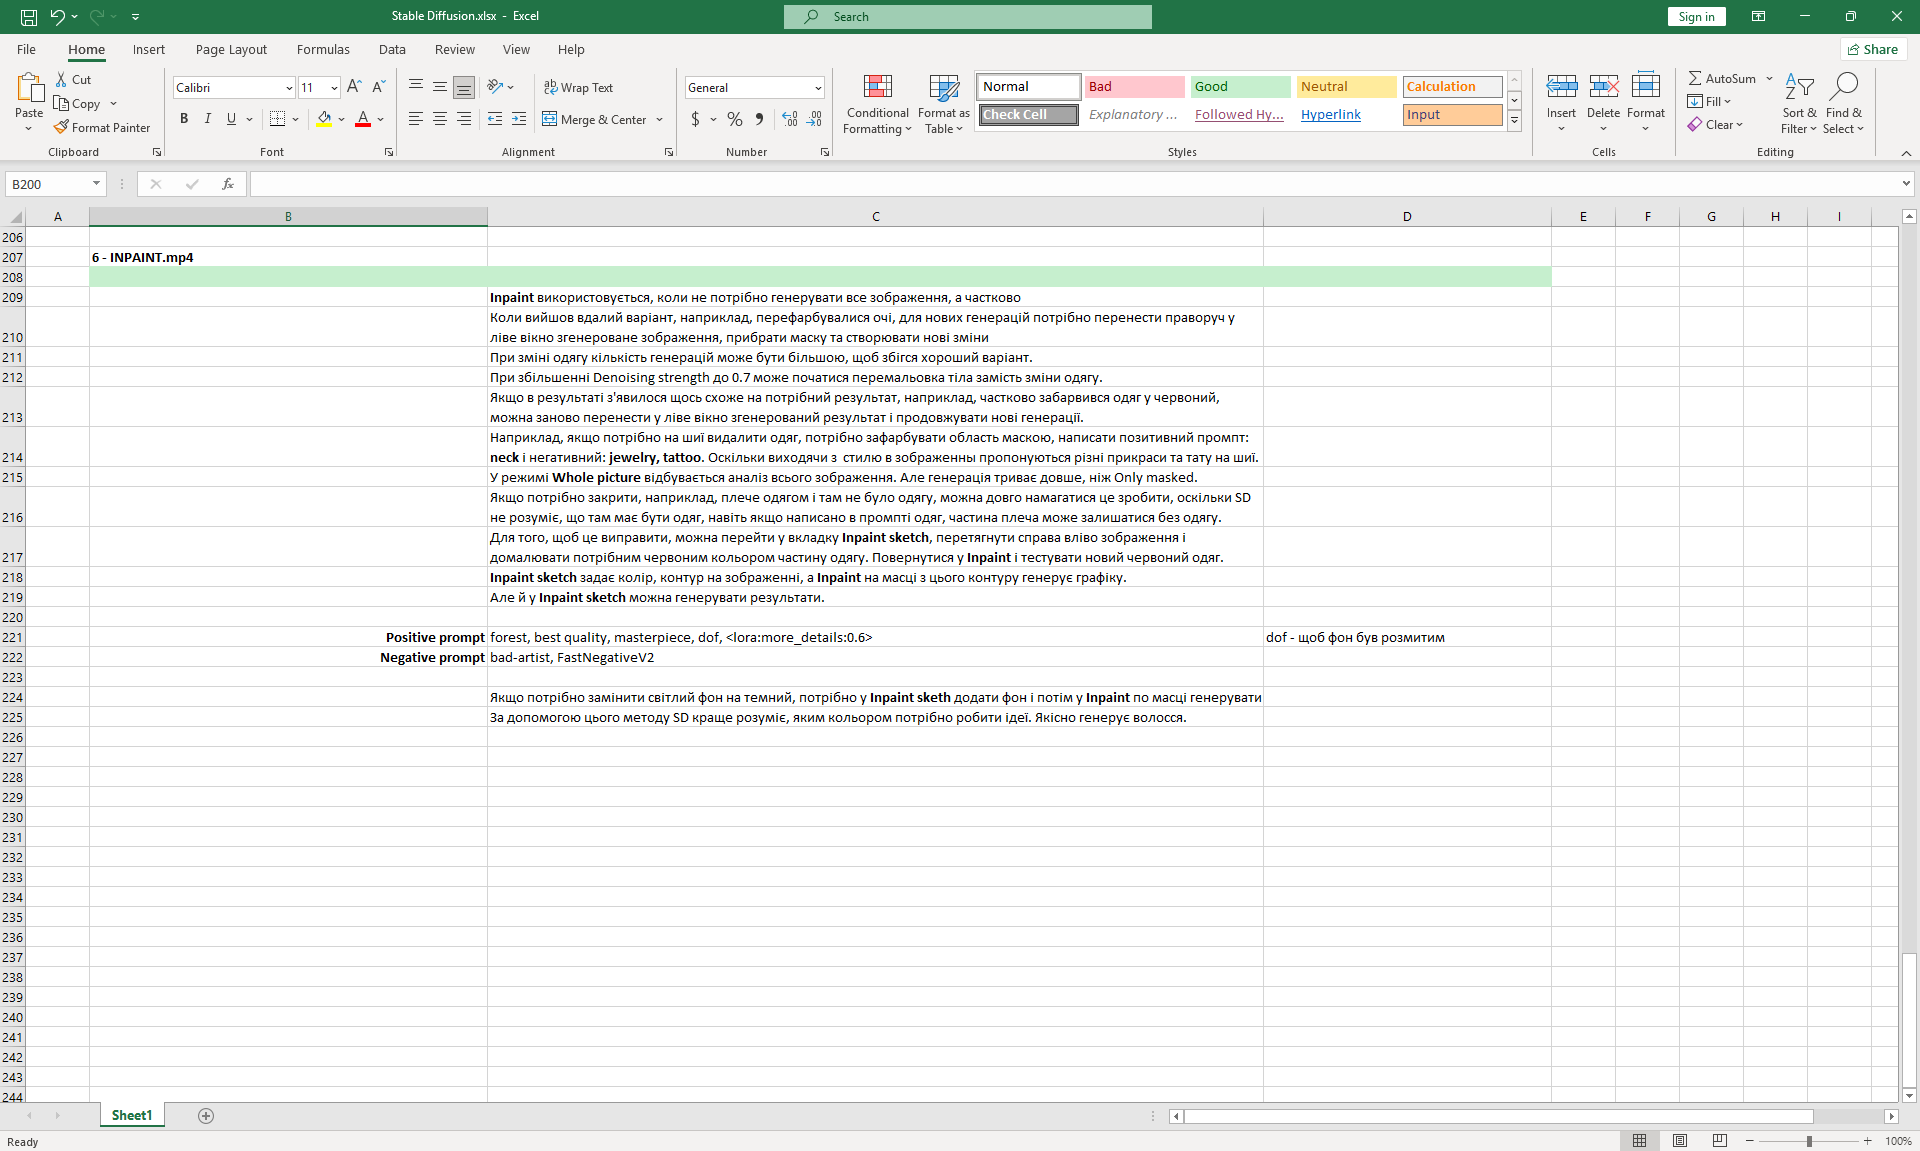 Stable Diffusion.xlsx - Excel
Search
Sign in
File Home Insert Page Layout Formulas Data Review View Help
Share
Paste
Cut
Copy
Format Painter
Clipboard
Calibri 11
B I U
Font
Wrap Text
Merge & Center
Alignment
General
$ % 9
Number
Conditional Formatting
Format as Table
Normal Bad Good Neutral Calculation
Check Cell Explanatory ... Followed Hy... Hyperlink Input
Styles
Insert Delete Format
Cells
AutoSum
Fill
Clear
Sort & Filter
Find & Select
Editing
B200
fx
A B C D E F G H I
206
207 6 - INPAINT.mp4
208
209 Inpaint використовується, коли не потрібно генерувати все зображення, а частково
Коли вийшов вдалий варіант, наприклад, перефарбувалися очі, для нових генерацій потрібно перенести праворуч у
210 ліве вікно згенероване зображення, прибрати маску та створювати нові зміни
211 При зміні одягу кількість генерацій може бути більшою, щоб збігся хороший варіант.
212 При збільшенні Denoising strength до 0.7 може початися перемальовка тіла замість зміни одягу.
Якщо в результаті з'явилося щось схоже на потрібний результат, наприклад, частково забарвився одяг у червоний,
213 можна заново перенести у ліве вікно згенерований результат і продовжувати нові генерації.
Наприклад, якщо потрібно на шиї видалити одяг, потрібно зафарбувати область маскою, написати позитивний промпт:
214 neck і негативний: jewelry, tattoo. Оскільки виходячи з  стилю в зображенны пропонуються різні прикраси та тату на шиї.
215 У режимі Whole picture відбувається аналіз всього зображення. Але генерація триває довше, ніж Only masked.
Якщо потрібно закрити, наприклад, плече одягом і там не було одягу, можна довго намагатися це зробити, оскільки SD
216 не розуміє, що там має бути одяг, навіть якщо написано в промпті одяг, частина плеча може залишатися без одягу.
Для того, щоб це виправити, можна перейти у вкладку Inpaint sketch, перетягнути справа вліво зображення і
217 домалювати потрібним червоним кольором частину одягу. Повернутися у Inpaint і тестувати новий червоний одяг.
218 Inpaint sketch задає колір, контур на зображенні, а Inpaint на масці з цього контуру генерує графіку.
219 Але й у Inpaint sketch можна генерувати результати.
220
221 Positive prompt forest, best quality, masterpiece, dof, <lora:more_details:0.6> dof - щоб фон був розмитим
222 Negative prompt bad-artist, FastNegativeV2
223
224 Якщо потрібно замінити світлий фон на темний, потрібно у Inpaint sketh додати фон і потім у Inpaint по масці генерувати
225 За допомогою цього методу SD краще розуміє, яким кольором потрібно робити ідеї. Якісно генерує волосся.
226
227
228
229
230
231
232
233
234
235
236
237
238
239
240
241
242
243
244
Sheet1
Ready
100%